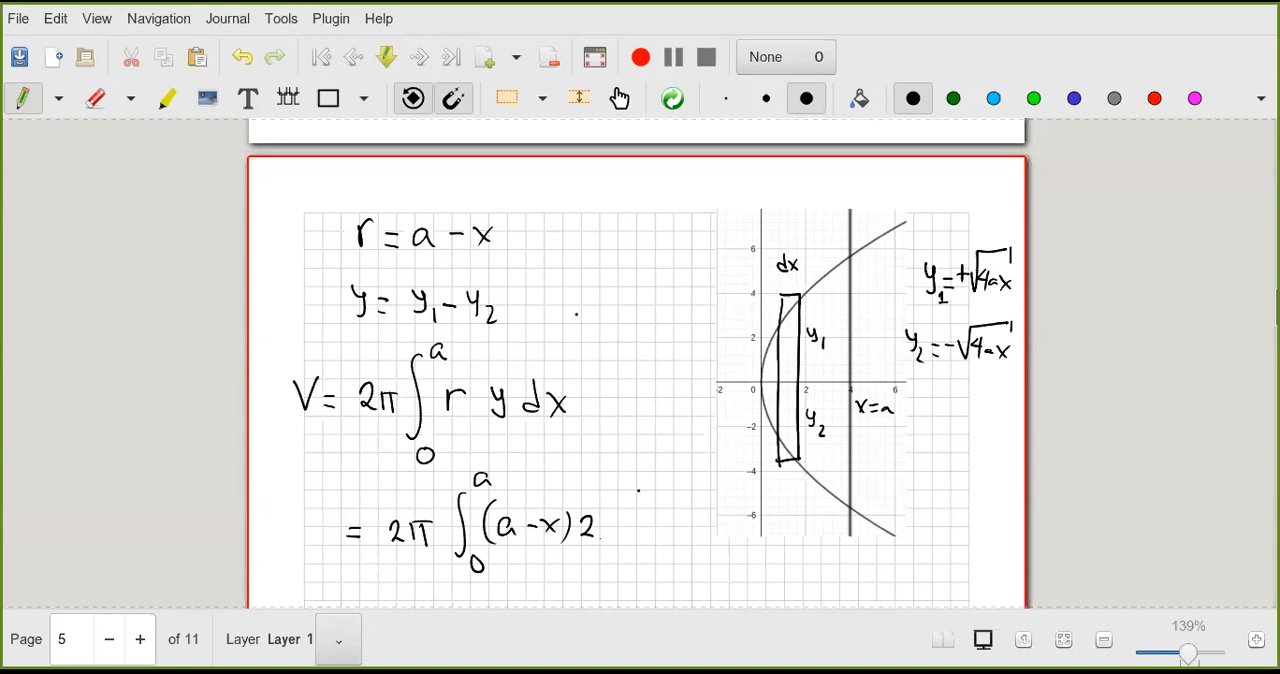 File Edit View Navigation Journal Tools Plugin Help
None 0
r = a - x
y = y₁ - y₂
V = 2π ∫₀ᵃ r y dx
= 2π ∫₀ᵃ (a - x) 2
dx
6
4
2
-2 0 2 4 6
-2
-4
-6
y₁
y₂
x = a
y₁ = +√4ax
y₂ = -√4ax
Page 5 of 11 Layer Layer 1 139%